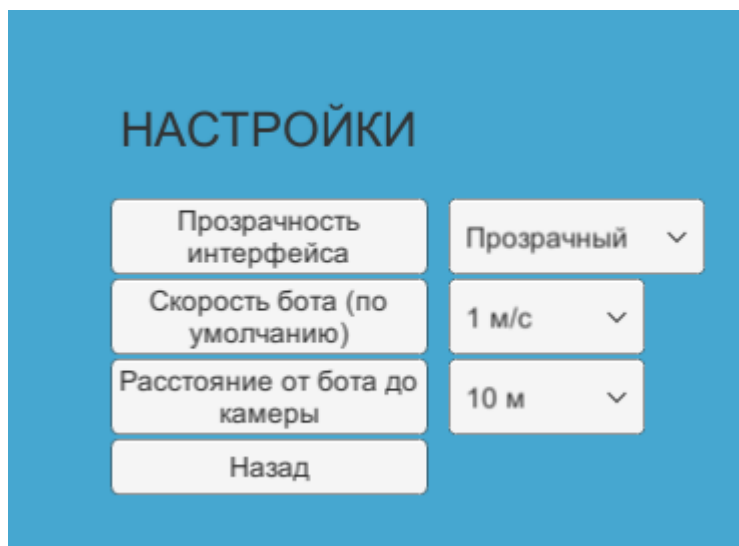 НАСТРОЙКИ
Прозрачность
интерфейса
Прозрачный
Скорость бота (по
умолчанию)
1 м/с
Расстояние от бота до
камеры
10 м
Назад